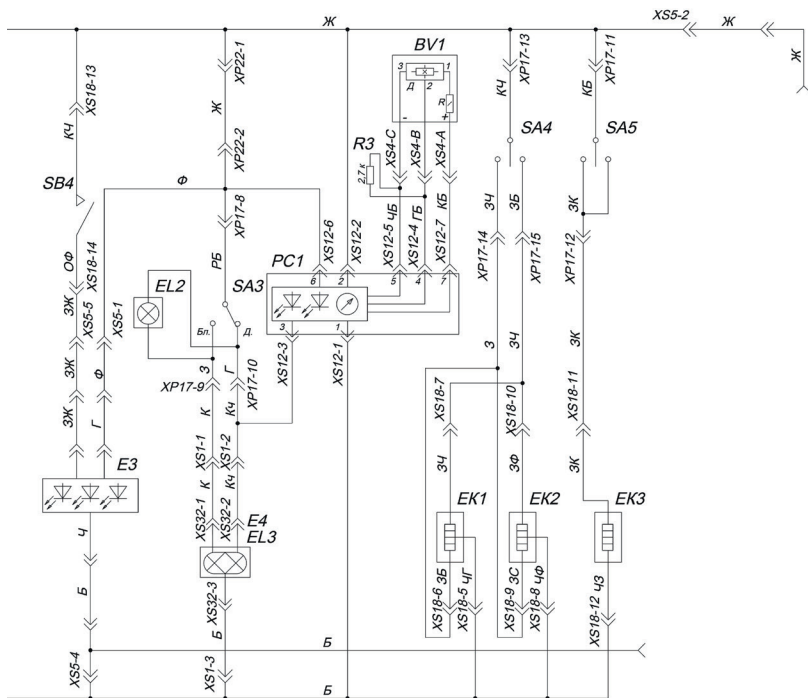 XS5-2
Ж
Ж
Ж
XS18-13
КЧ
SB4
ОФ
XS18-14
ЗЖ
XS5-5
XS5-1
ЗЖ
Ф
ЗЖ
Г
E3
Ч
Б
XS5-4
XP22-1
Ж
XP22-2
Ф
XP17-8
РБ
EL2
SA3
Бл.
Д.
З
Г
XP17-9
XP17-10
К
Кч
XS1-1
XS1-2
К
Кч
XS32-1
XS32-2
E4
EL3
XS32-3
Б
XS1-3
XS12-6
XS12-2
PC1
6
2
5
4
7
3
1
XS12-3
XS12-1
BV1
3
1
Д
2
R
-
+
XS4-C
XS4-B
XS4-A
R3
2,7 к
ЧБ
ГБ
КБ
XS12-5
XS12-4
XS12-7
XP17-13
КЧ
SA4
ЗЧ
ЗБ
XP17-14
XP17-15
З
ЗЧ
XS18-7
XS18-10
ЗЧ
ЗФ
EK1
EK2
ЗБ
ЧГ
ЗС
ЧФ
XS18-6
XS18-5
XS18-9
XS18-8
XP17-11
КБ
SA5
ЗК
XP17-12
ЗК
XS18-11
ЗК
EK3
ЧЗ
XS18-12
Б
Б